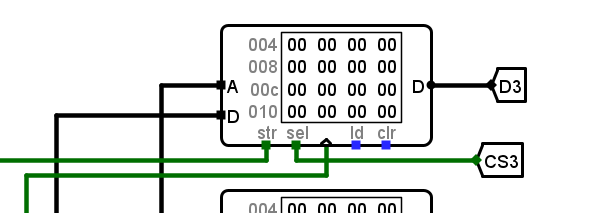 004 00 00 00 00
008 00 00 00 00
A 00c 00 00 00 00 D D3
D 010 00 00 00 00
str sel ld clr
CS3
004 00 00 00 00